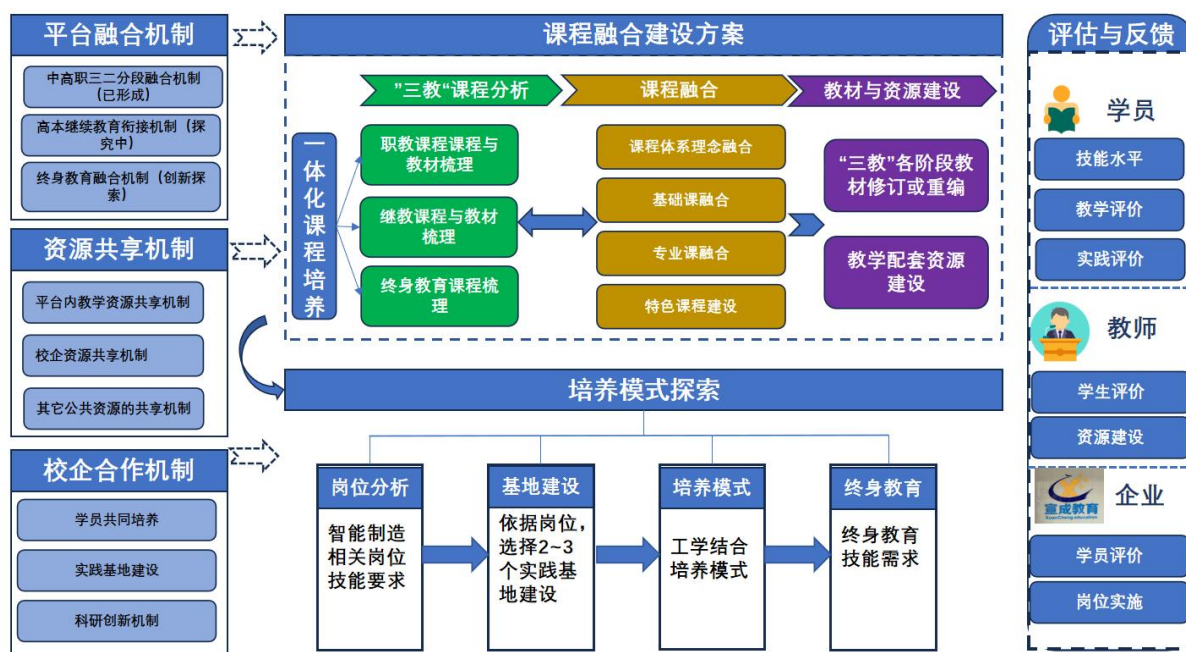 平台融合机制
中高职三二分段融合机制
(已形成)
高本继续教育衔接机制（探
究中）
终身教育融合机制（创新探
索）
资源共享机制
平台内教学资源共享机制
校企资源共享机制
其它公共资源的共享机制
校企合作机制
学员共同培养
实践基地建设
科研创新机制
课程融合建设方案
"三教“课程分析
课程融合
教材与资源建设
一体化课程培养
职教课程课程与
教材梳理
继教课程与教材
梳理
终身教育课程梳
理
课程体系理念融合
基础课融合
专业课融合
特色课程建设
“三教”各阶段教
材修订或重编
教学配套资源
建设
培养模式探索
岗位分析
智能制造
相关岗位
技能要求
基地建设
依据岗位，
选择2~3
个实践基
地建设
培养模式
工学结合
培养模式
终身教育
终身教育
技能需求
评估与反馈
学员
技能水平
教学评价
实践评价
教师
学生评价
资源建设
企业
室成教育
学员评价
岗位实施